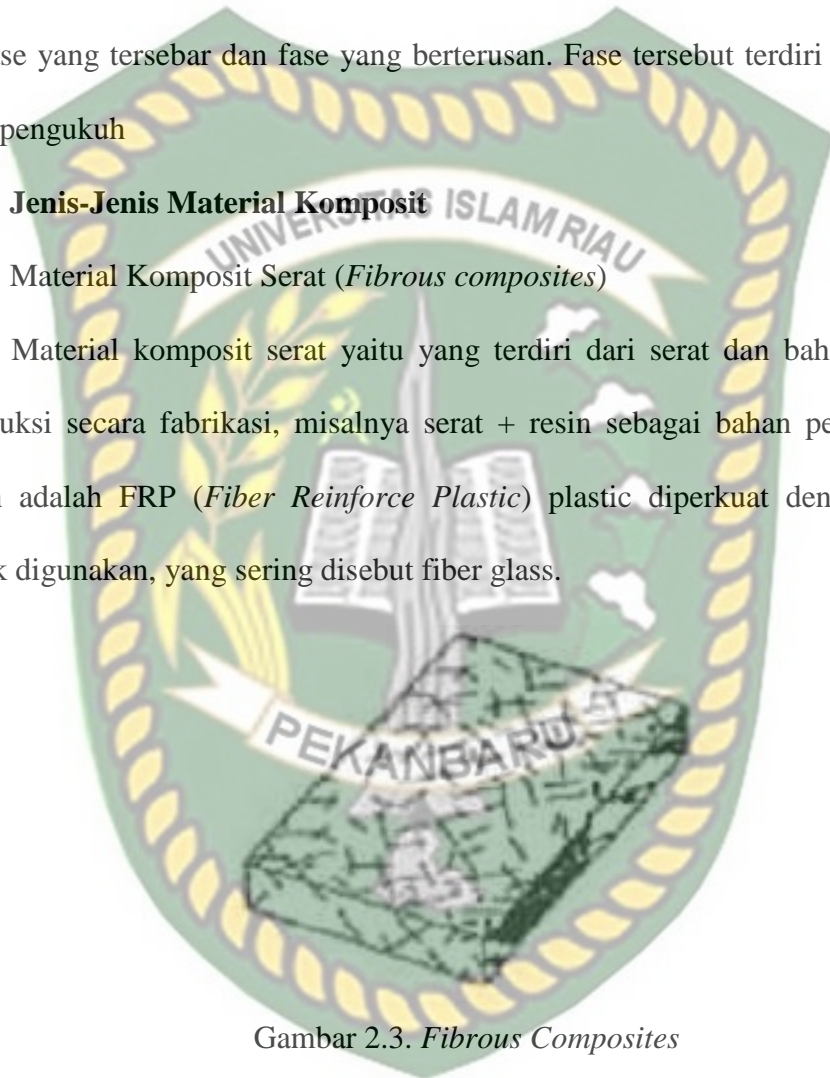 se yang tersebar dan fase yang berterusan. Fase tersebut terdiri
pengukuh
Jenis-Jenis Material Komposit
UNIVERSITAS ISLAM RIAU
Material Komposit Serat (Fibrous composites)
Material komposit serat yaitu yang terdiri dari serat dan bah
uksi secara fabrikasi, misalnya serat + resin sebagai bahan pe
adalah FRP (Fiber Reinforce Plastic) plastic diperkuat den
k digunakan, yang sering disebut fiber glass.
PEKANBARU
Gambar 2.3. Fibrous Composites